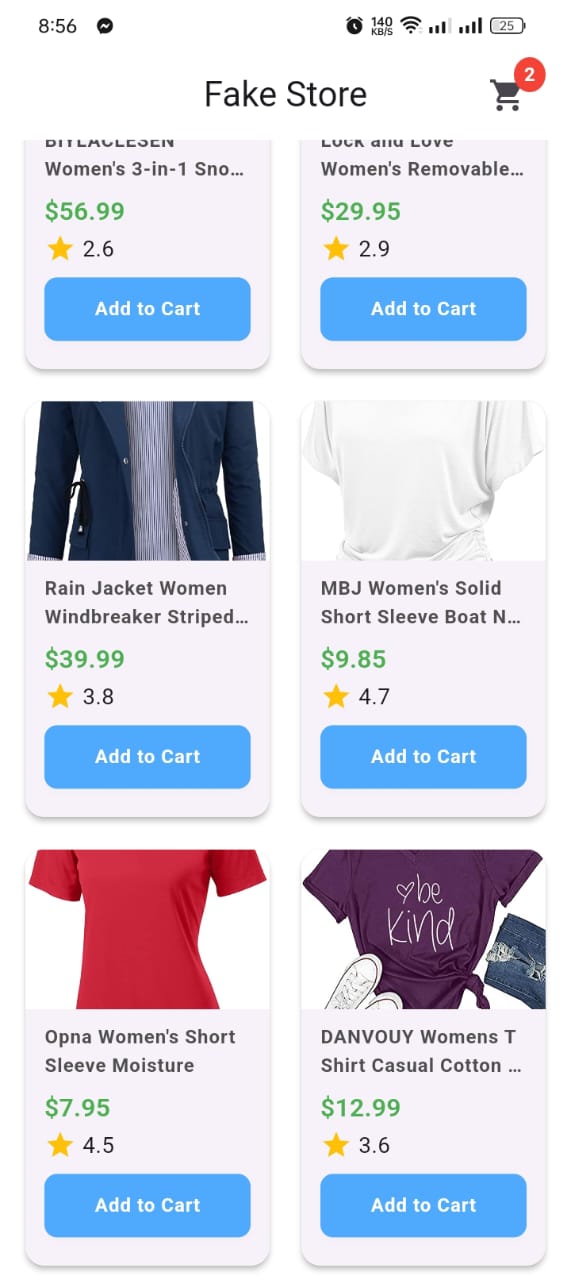 8:56
140
KB/S
25
Fake Store
2
BIYLACLESEN
Women's 3-in-1 Sno…
$56.99
2.6
Add to Cart
Lock and Love
Women's Removable…
$29.95
2.9
Add to Cart
Rain Jacket Women
Windbreaker Striped…
$39.99
3.8
Add to Cart
MBJ Women's Solid
Short Sleeve Boat N…
$9.85
4.7
Add to Cart
Opna Women's Short
Sleeve Moisture
$7.95
4.5
Add to Cart
be
kind
DANVOUY Womens T
Shirt Casual Cotton …
$12.99
3.6
Add to Cart